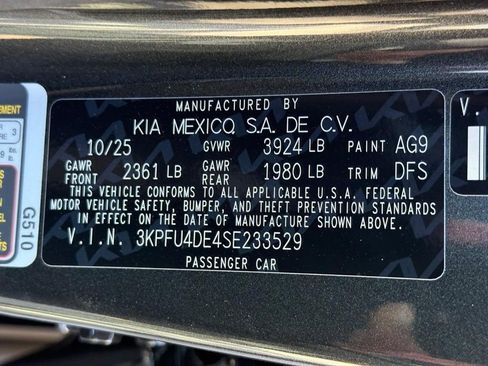 MANUFACTURED BY
KIA MEXICO, S.A. DE C.V.
10/25 GVWR 3924 LB PAINT AG9
GAWR FRONT 2361 LB GAWR REAR 1980 LB TRIM DFS
THIS VEHICLE CONFORMS TO ALL APPLICABLE U.S.A. FEDERAL
MOTOR VEHICLE SAFETY, BUMPER, AND THEFT PREVENTION STANDARDS
IN EFFECT ON THE DATE OF MANUFACTURE SHOWN ABOVE.
V.I.N. 3KPFU4DE4SE233529
PASSENGER CAR
G510
3
lbs.
V.